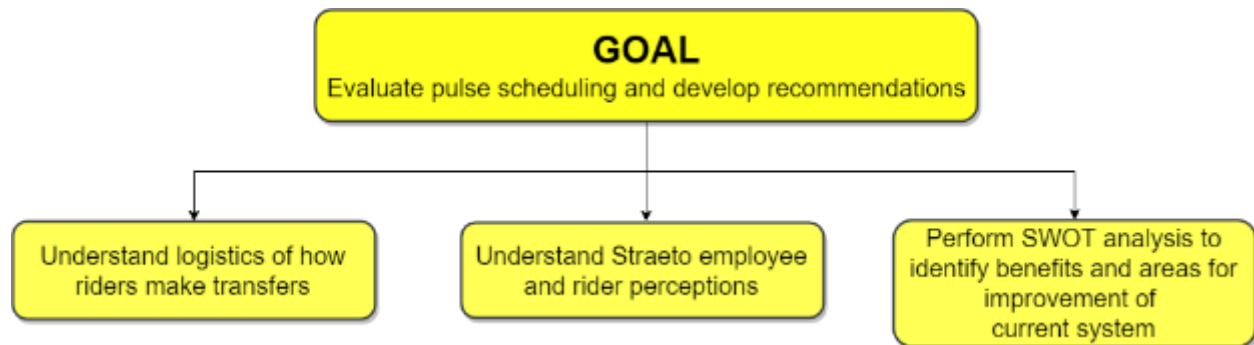 GOAL
Evaluate pulse scheduling and develop recommendations
Understand logistics of how
riders make transfers
Understand Straeto employee
and rider perceptions
Perform SWOT analysis to
identify benefits and areas for
improvement of
current system